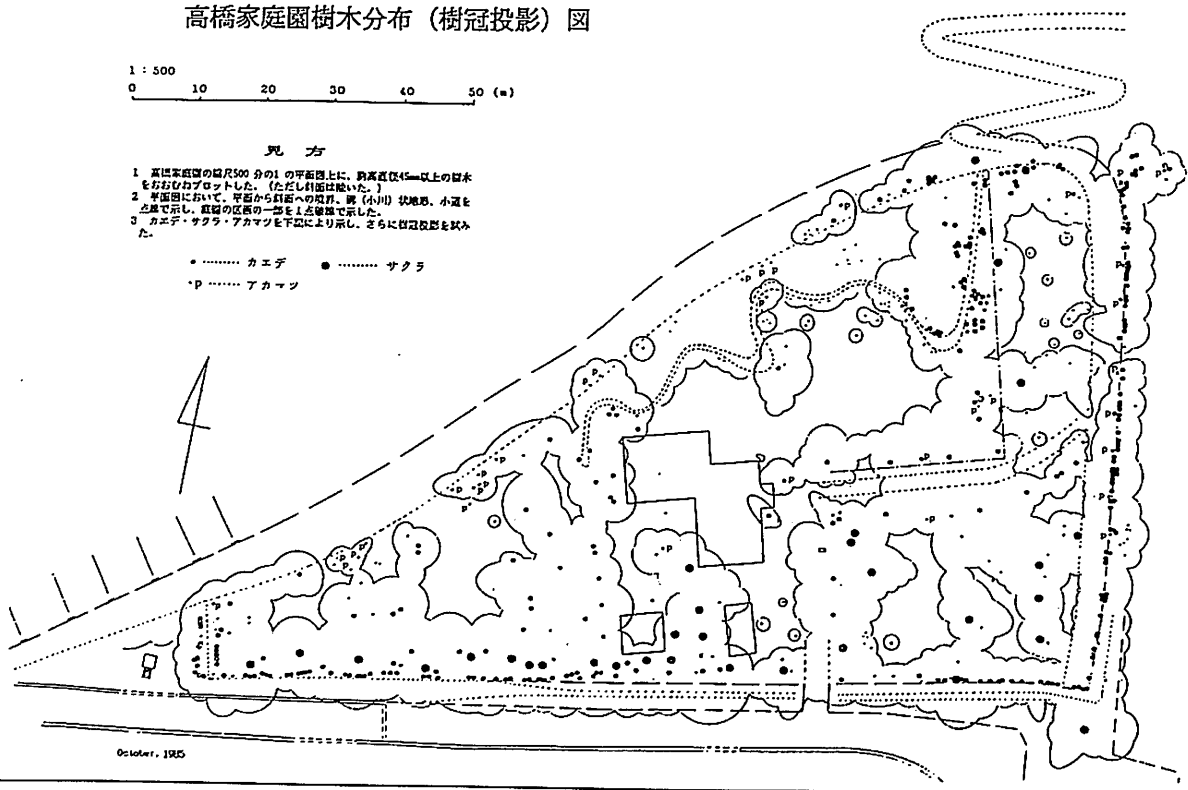 高橋家庭園樹木分布（樹冠投影）図
1 : 500
0 10 20 30 40 50 (m)
見 方
1 高橋家庭園の縮尺500 分の1 の平面図上に、胸高直径45mm以上の樹木
をおおむねプロットした。(ただし斜面は除いた。)
2 平面図において、平面から斜面への境界、溝（小川）状地形、小道を
点線で示し、庭園の区画の一部を1点破線で示した。
3 カエデ・サクラ・アカマツを下記により示し、さらに樹冠投影を試み
た。
• ········ カエデ ● ········ サクラ
·P ······ アカマツ
October, 1985